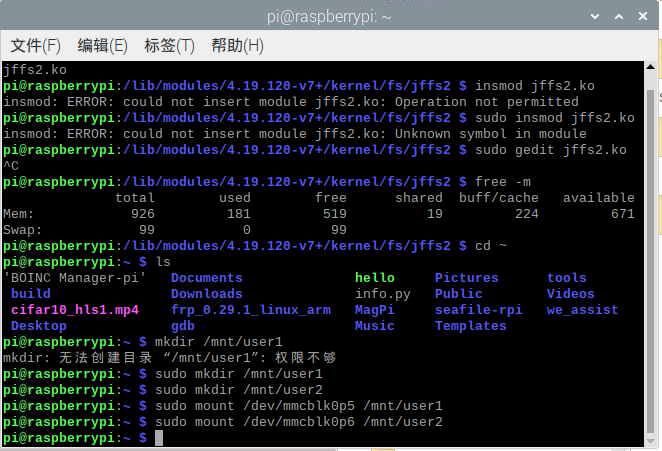 pi@raspberrypi: ~
文件(F) 编辑(E) 标签(T) 帮助(H)
jffs2.ko
pi@raspberrypi:/lib/modules/4.19.120-v7+/kernel/fs/jffs2 $ insmod jffs2.ko
insmod: ERROR: could not insert module jffs2.ko: Operation not permitted
pi@raspberrypi:/lib/modules/4.19.120-v7+/kernel/fs/jffs2 $ sudo insmod jffs2.ko
insmod: ERROR: could not insert module jffs2.ko: Unknown symbol in module
pi@raspberrypi:/lib/modules/4.19.120-v7+/kernel/fs/jffs2 $ sudo gedit jffs2.ko
^C
pi@raspberrypi:/lib/modules/4.19.120-v7+/kernel/fs/jffs2 $ free -m
total used free shared buff/cache available
Mem: 926 181 519 19 224 671
Swap: 99 0 99
pi@raspberrypi:/lib/modules/4.19.120-v7+/kernel/fs/jffs2 $ cd ~
pi@raspberrypi:~ $ ls
'BOINC Manager-pi' Documents hello Pictures tools
build Downloads info.py Public Videos
cifar10_hls1.mp4 frp_0.29.1_linux_arm MagPi seafile-rpi we_assist
Desktop gdb Music Templates
pi@raspberrypi:~ $ mkdir /mnt/user1
mkdir: 无法创建目录 “/mnt/user1”: 权限不够
pi@raspberrypi:~ $ sudo mkdir /mnt/user1
pi@raspberrypi:~ $ sudo mkdir /mnt/user2
pi@raspberrypi:~ $ sudo mount /dev/mmcblk0p5 /mnt/user1
pi@raspberrypi:~ $ sudo mount /dev/mmcblk0p6 /mnt/user2
pi@raspberrypi:~ $